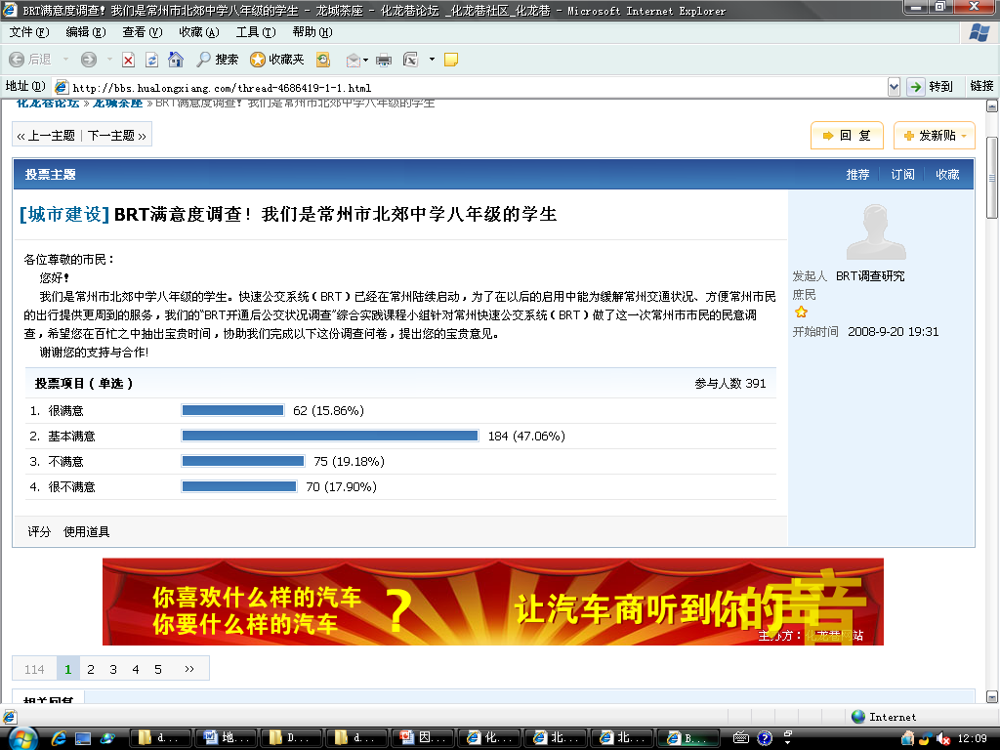 BRT满意度调查！我们是常州市北郊中学八年级的学生 - 龙城茶座 - 化龙巷论坛 _化龙巷社区_化龙巷 - Microsoft Internet Explorer
文件(F) 编辑(E) 查看(V) 收藏(A) 工具(T) 帮助(H)
后退 搜索 收藏夹
地址(D) http://bbs.hualongxiang.com/thread-4686419-1-1.html 转到 链接
化龙巷论坛 » 龙城茶座 » BRT满意度调查！我们是常州市北郊中学八年级的学生
‹‹ 上一主题 | 下一主题 ››
回 复 发新贴
投票主题 推荐 订阅 收藏
[城市建设] BRT满意度调查！我们是常州市北郊中学八年级的学生
各位尊敬的市民：
您好！
我们是常州市北郊中学八年级的学生。快速公交系统（BRT）已经在常州陆续启动，为了在以后的启用中能为缓解常州交通状况、方便常州市民
的出行提供更周到的服务，我们的“BRT开通后公交状况调查”综合实践课程小组针对常州快速公交系统（BRT）做了这一次常州市市民的民意调
查，希望您在百忙之中抽出宝贵时间，协助我们完成以下这份调查问卷，提出您的宝贵意见。
谢谢您的支持与合作!
发起人 BRT调查研究
庶民
开始时间 2008-9-20 19:31
投票项目（单选） 参与人数 391
1. 很满意 62 (15.86%)
2. 基本满意 184 (47.06%)
3. 不满意 75 (19.18%)
4. 很不满意 70 (17.90%)
评分 使用道具
你喜欢什么样的汽车
你要什么样的汽车
?
让汽车商听到你的声音
主办方：化龙巷网站
114 1 2 3 4 5 ››
相关回复
Internet
d... 地... D... d... 因... 化... 北... 北... B... 12:09